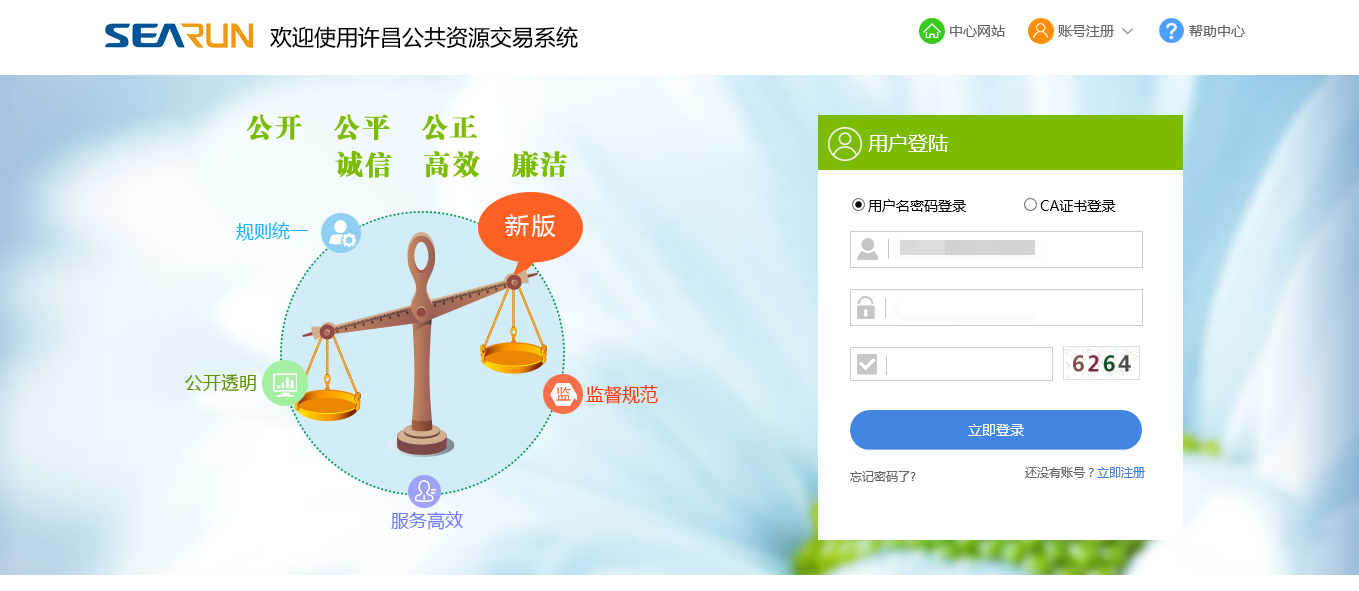 SEARUN 欢迎使用许昌公共资源交易系统
中心网站 账号注册 帮助中心
公开 公平 公正
诚信 高效 廉洁
新版
规则统一
公开透明
监
监督规范
服务高效
用户登陆
用户名密码登录 CA证书登录
6264
立即登录
忘记密码了?
还没有账号？立即注册